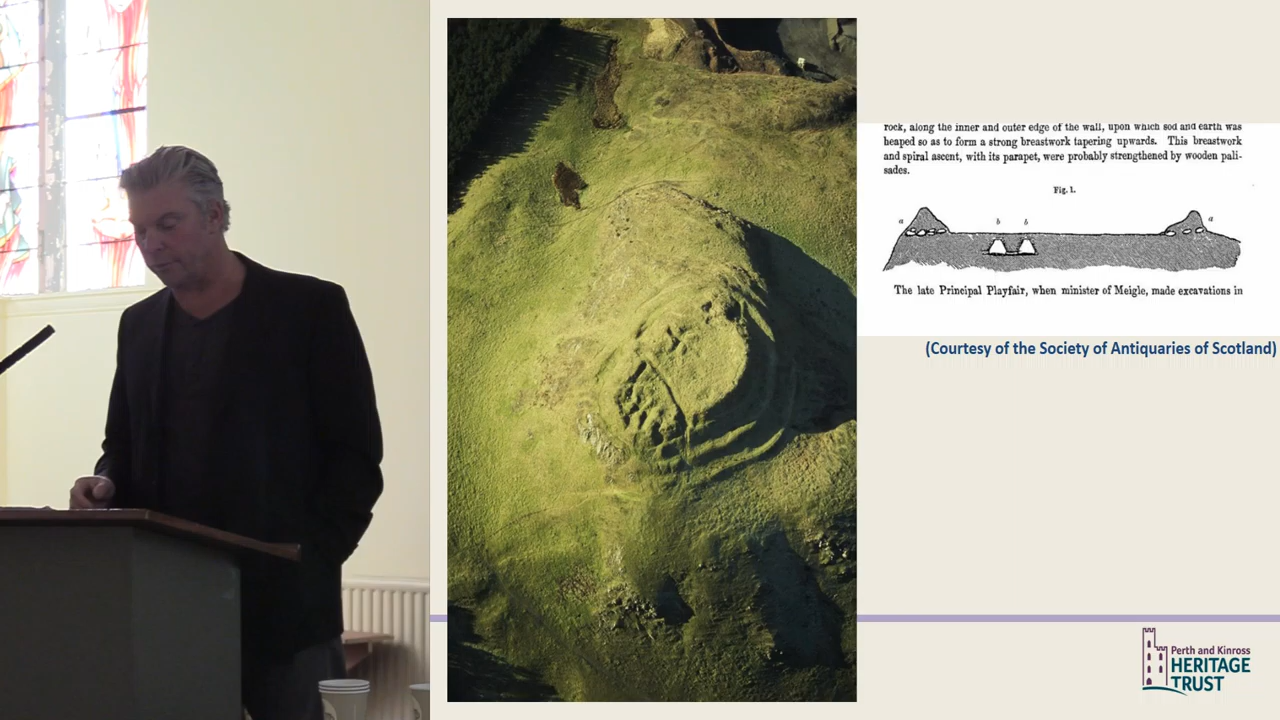 rock, along the inner and outer edge of the wall, upon which sod and earth was
heaped so as to form a strong breastwork tapering upwards. This breastwork
and spiral ascent, with its parapet, were probably strengthened by wooden pali-
sades.
Fig. 1.
a b b a
The late Principal Playfair, when minister of Meigle, made excavations in
(Courtesy of the Society of Antiquaries of Scotland)
Perth and Kinross
HERITAGE
TRUST